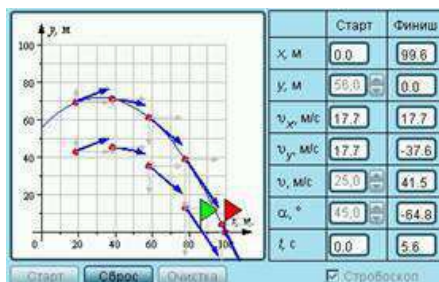 y, м
100
80
60
40
20
0 20 40 60 80 100
t, м
Старт Финиш
x, м 0.0 99.6
y, м 56,0 0.0
υx, м/с 17.7 17.7
υy, м/с 17.7 -37.6
υ, м/с 25,0 41.5
α, ° 45,0 -64.8
t, с 0.0 5.6
Старт Сброс Очистка Стробоскоп